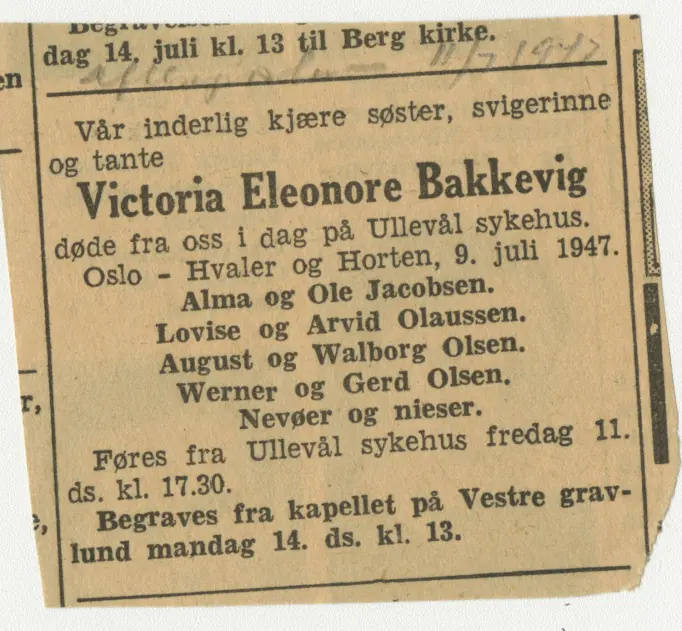 dag 14. juli kl. 13 til Berg kirke.
11/7 1947
Vår inderlig kjære søster, svigerinne
og tante
Victoria Eleonore Bakkevig
døde fra oss i dag på Ullevål sykehus.
Oslo - Hvaler og Horten, 9. juli 1947.
Alma og Ole Jacobsen.
Lovise og Arvid Olaussen.
August og Walborg Olsen.
Werner og Gerd Olsen.
Nevøer og nieser.
Føres fra Ullevål sykehus fredag 11.
ds. kl. 17.30.
Begraves fra kapellet på Vestre grav-
lund mandag 14. ds. kl. 13.